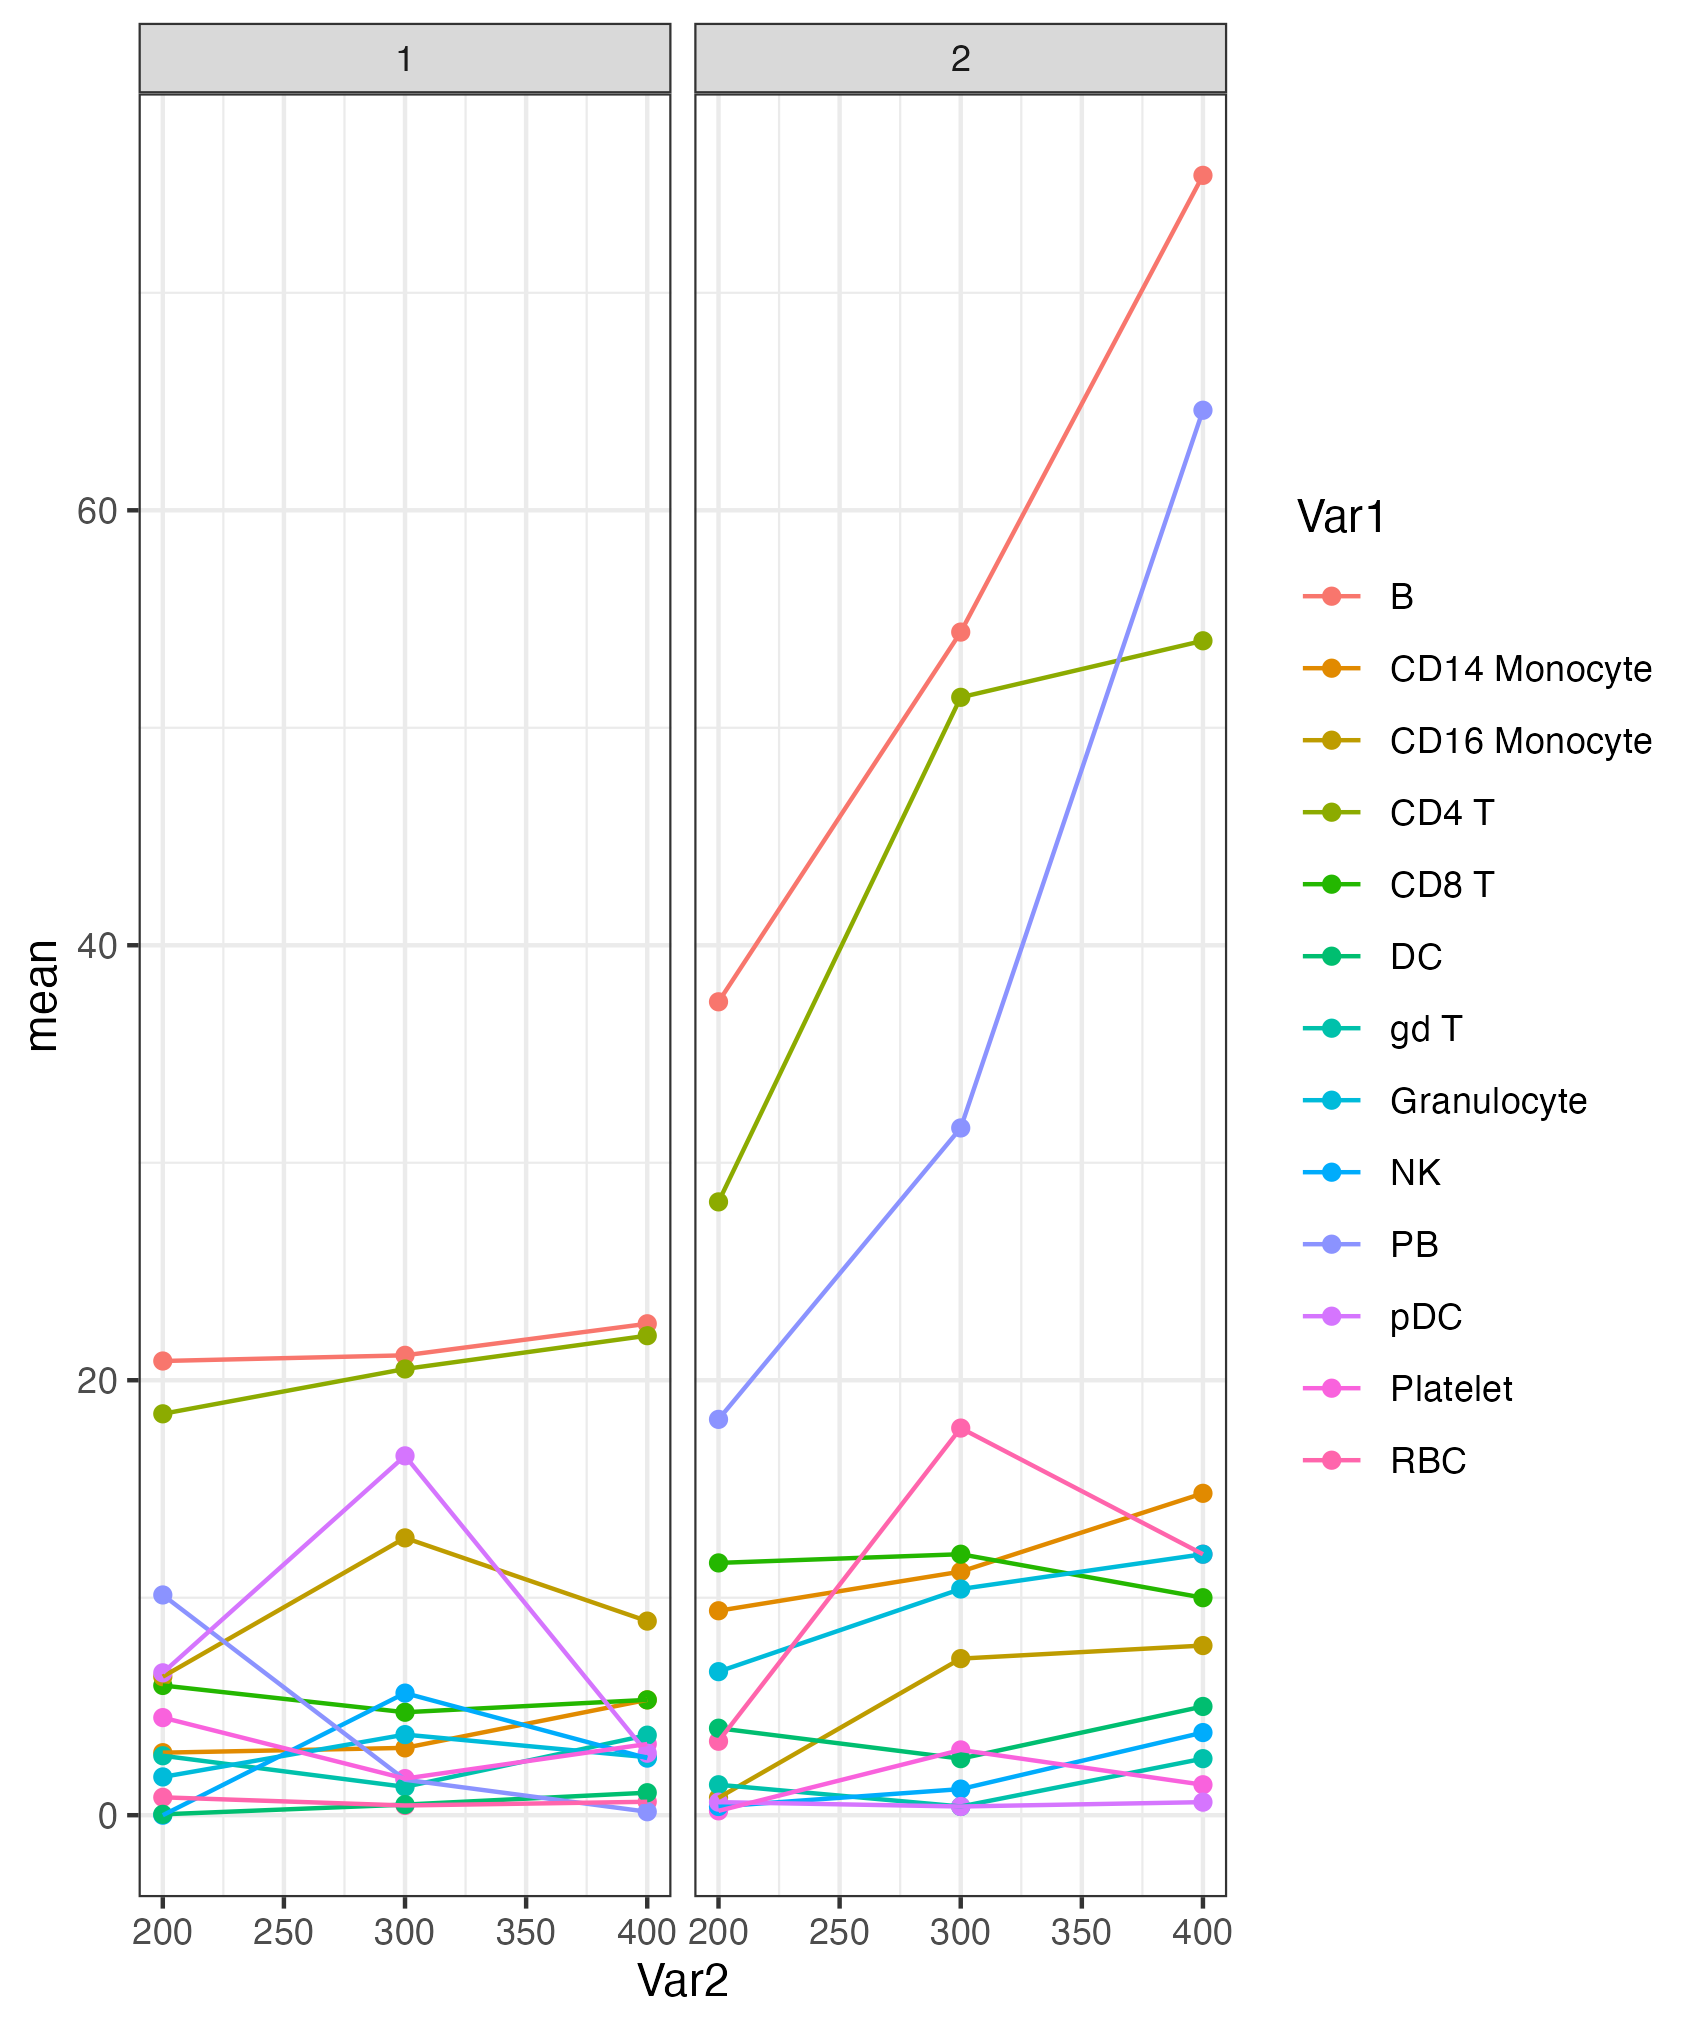 1
2
mean
60
40
20
0
200 250 300 350 400
200 250 300 350 400
Var2
Var1
B
CD14 Monocyte
CD16 Monocyte
CD4 T
CD8 T
DC
gd T
Granulocyte
NK
PB
pDC
Platelet
RBC